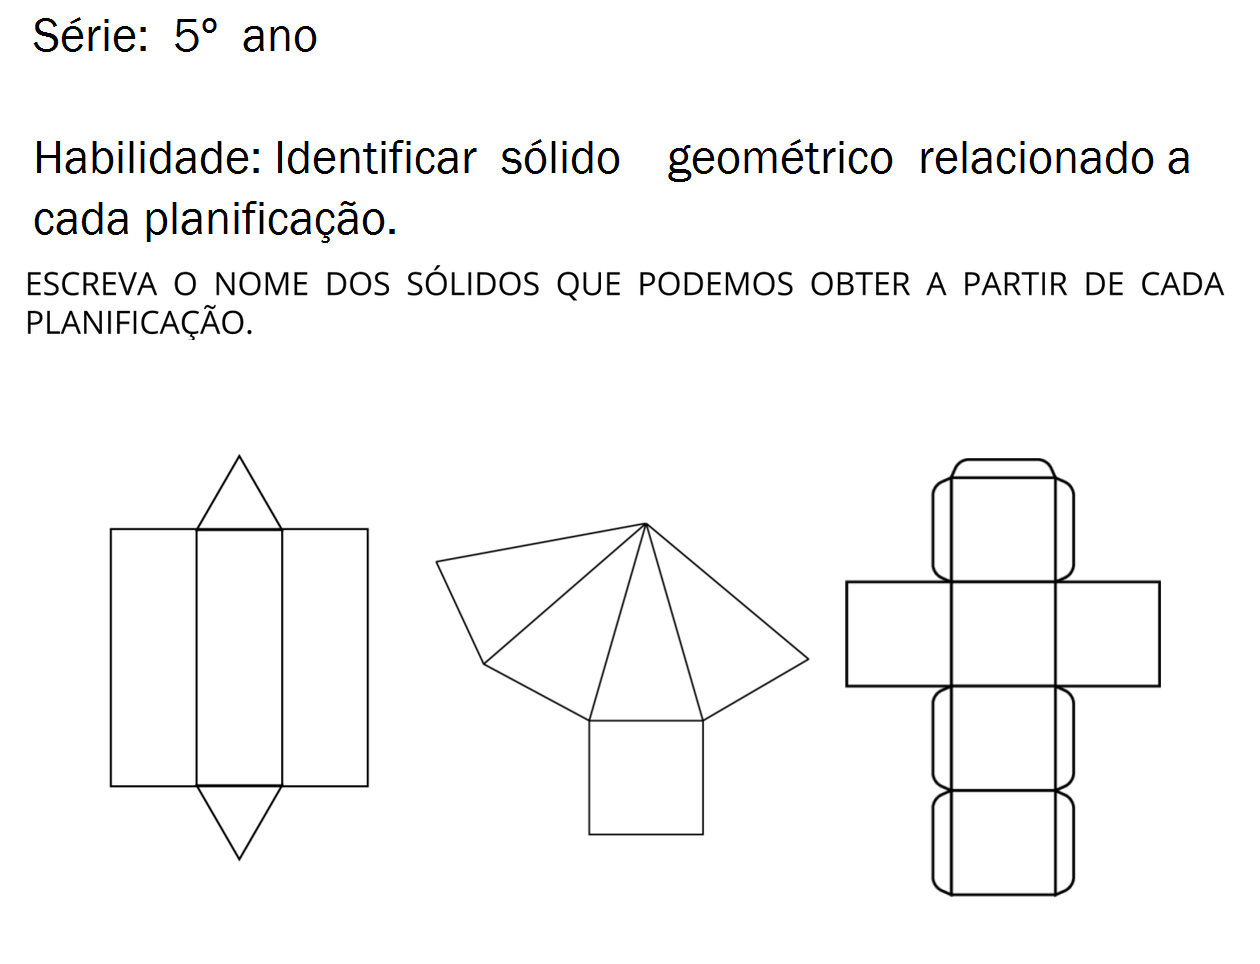 Série: 5º ano
Habilidade: Identificar sólido geométrico relacionado a
cada planificação.
ESCREVA O NOME DOS SÓLIDOS QUE PODEMOS OBTER A PARTIR DE CADA
PLANIFICAÇÃO.